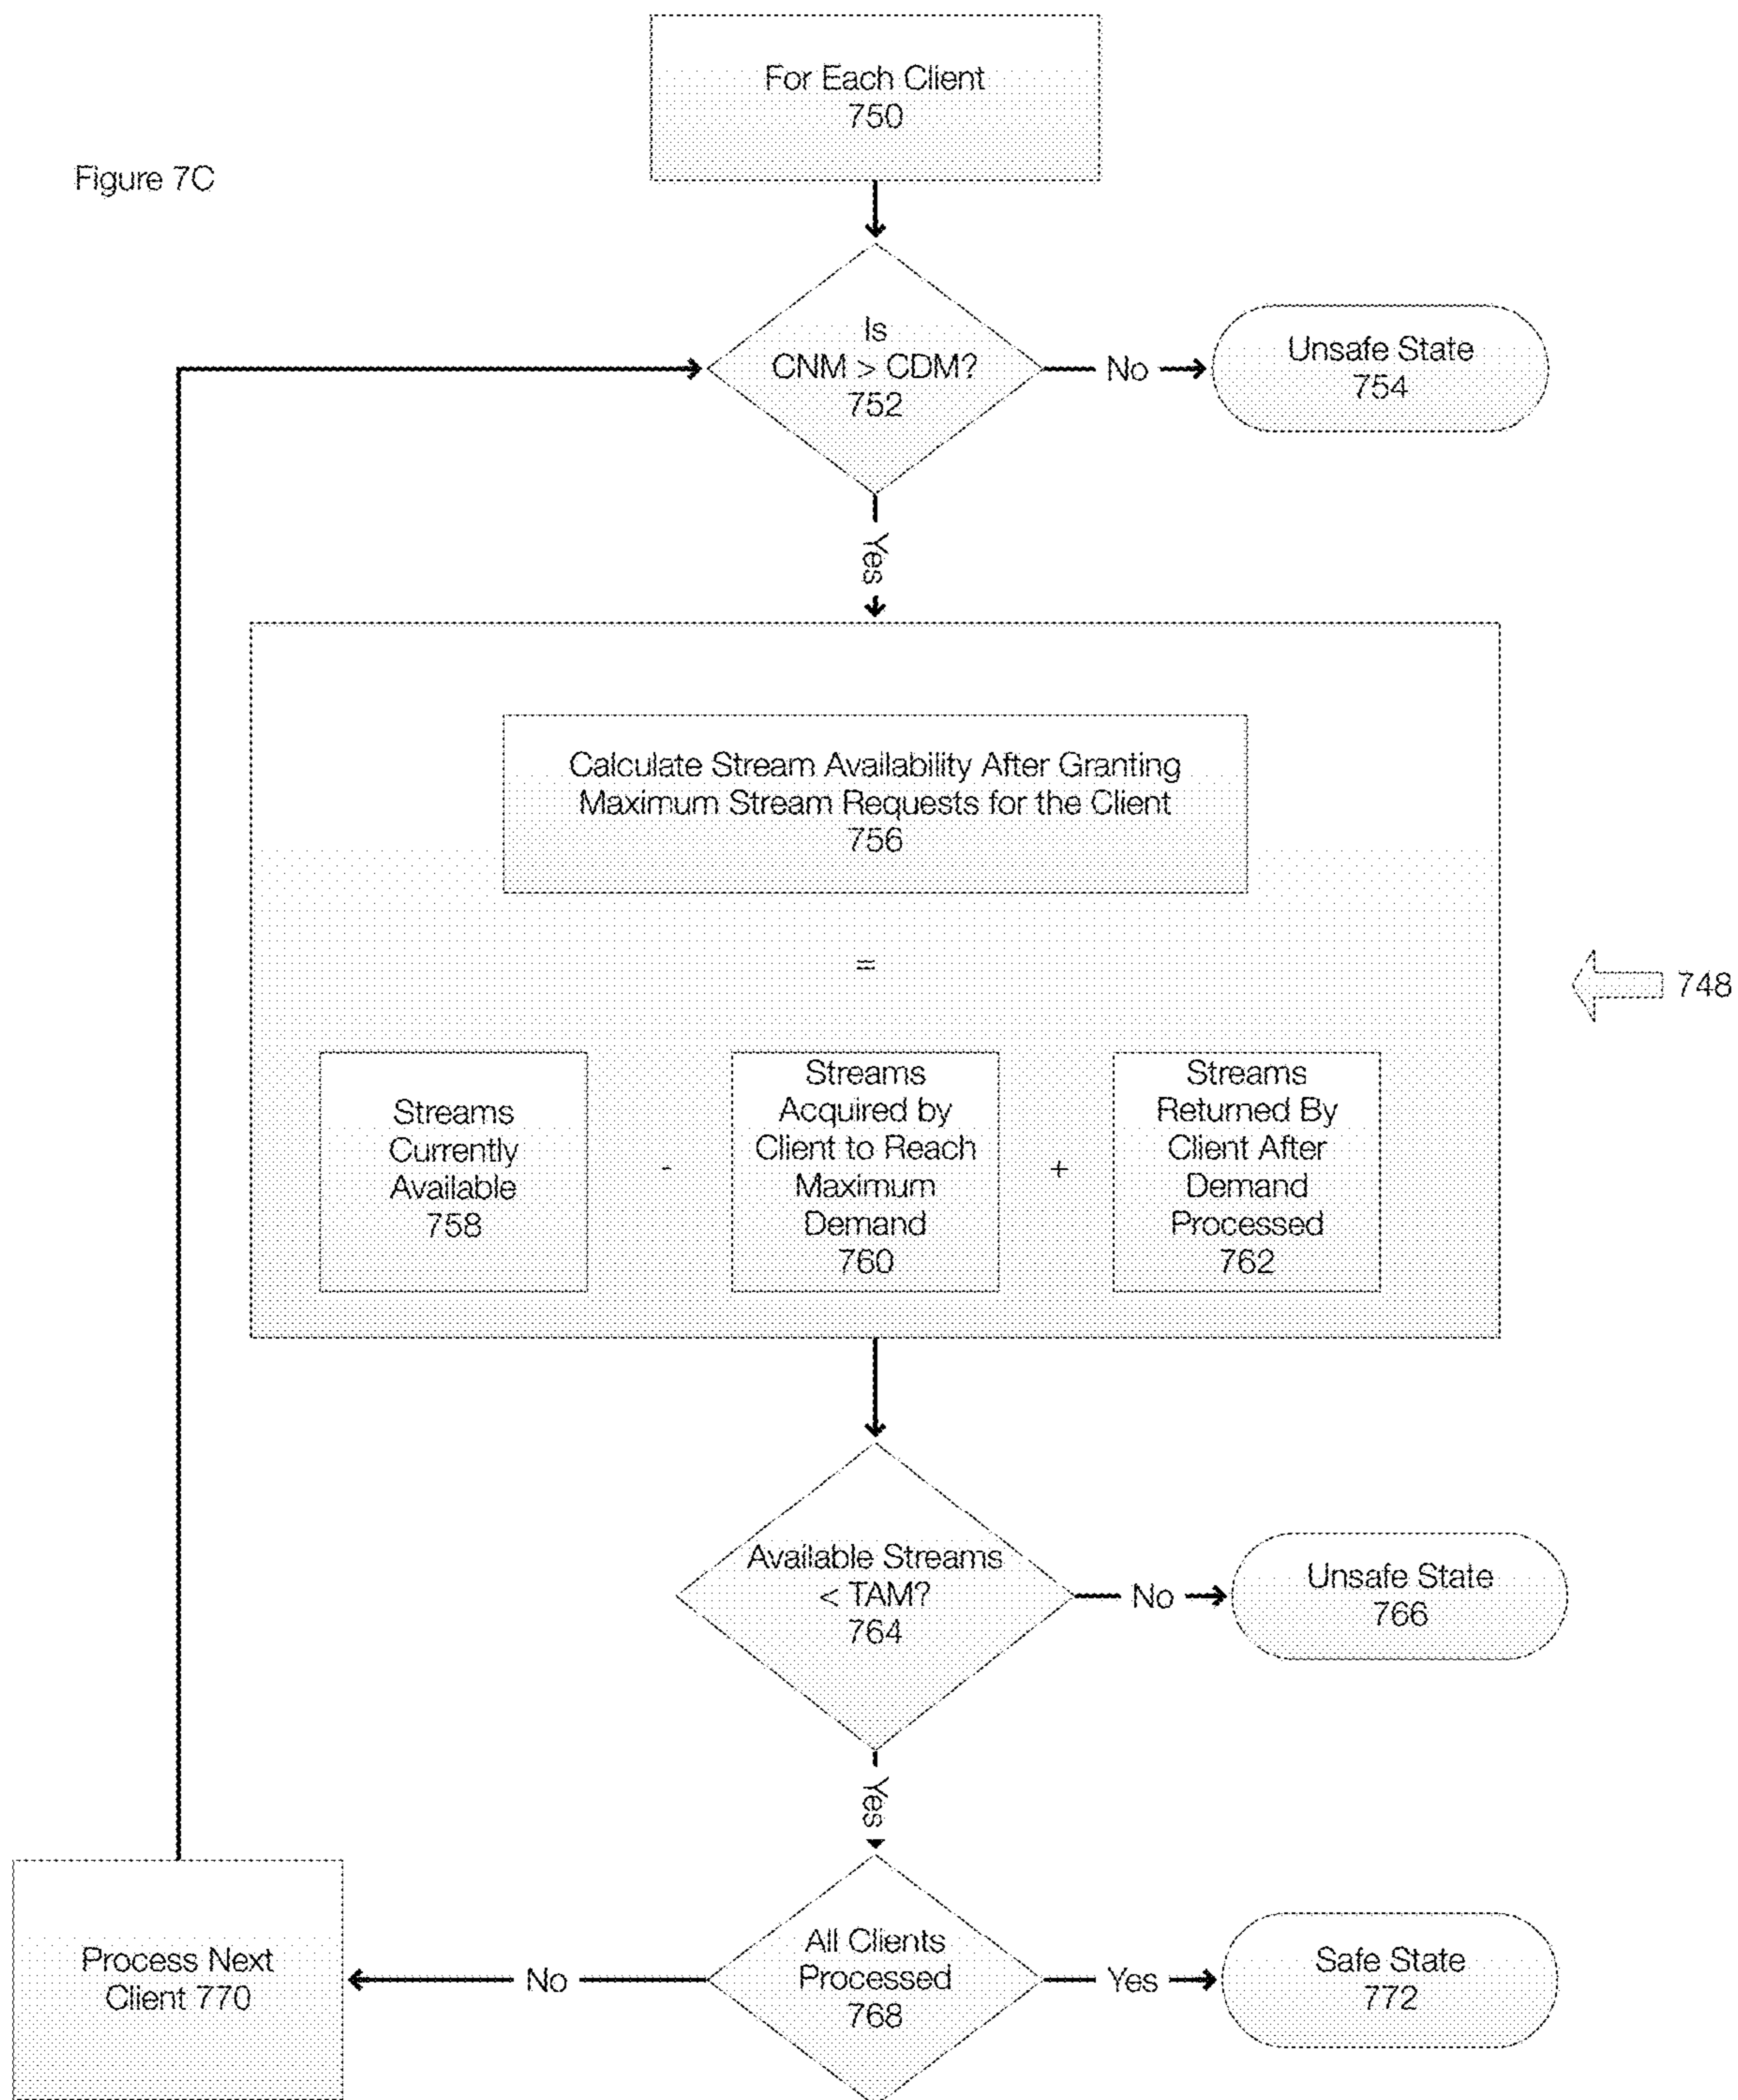 For Each Client
750
Figure 7C
Is
CNM > CDM?
752
No
Unsafe State
754
Yes
Calculate Stream Availability After Granting
Maximum Stream Requests for the Client
756
=
748
Streams
Currently
Available
758
-
Streams
Acquired by
Client to Reach
Maximum
Demand
760
+
Streams
Returned By
Client After
Demand
Processed
762
Available Streams
< TAM?
764
No
Unsafe State
766
Yes
All Clients
Processed
768
No
Process Next
Client 770
Yes
Safe State
772